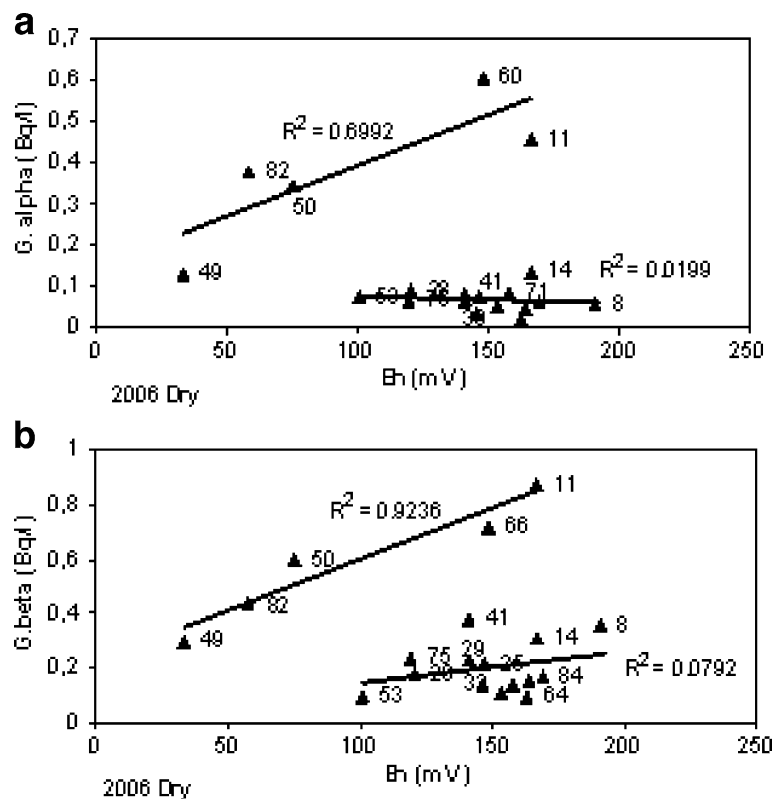 a
0,7
0,6
0,5
0,4
0,3
0,2
0,1
0
G. alpha (Bq/l)
60
R² = 0.6992
11
82
50
49
14
R² = 0.0199
41
71
53
8
0 50 100 150 200 250
Eh (mV)
2006 Dry
b
1
0,8
0,6
0,4
0,2
0
G.beta (Bq/l)
11
R² = 0.9236
66
50
82
49
41
8
14
75
29
R² = 0.0792
84
53
64
0 50 100 150 200 250
Eh (mV)
2006 Dry